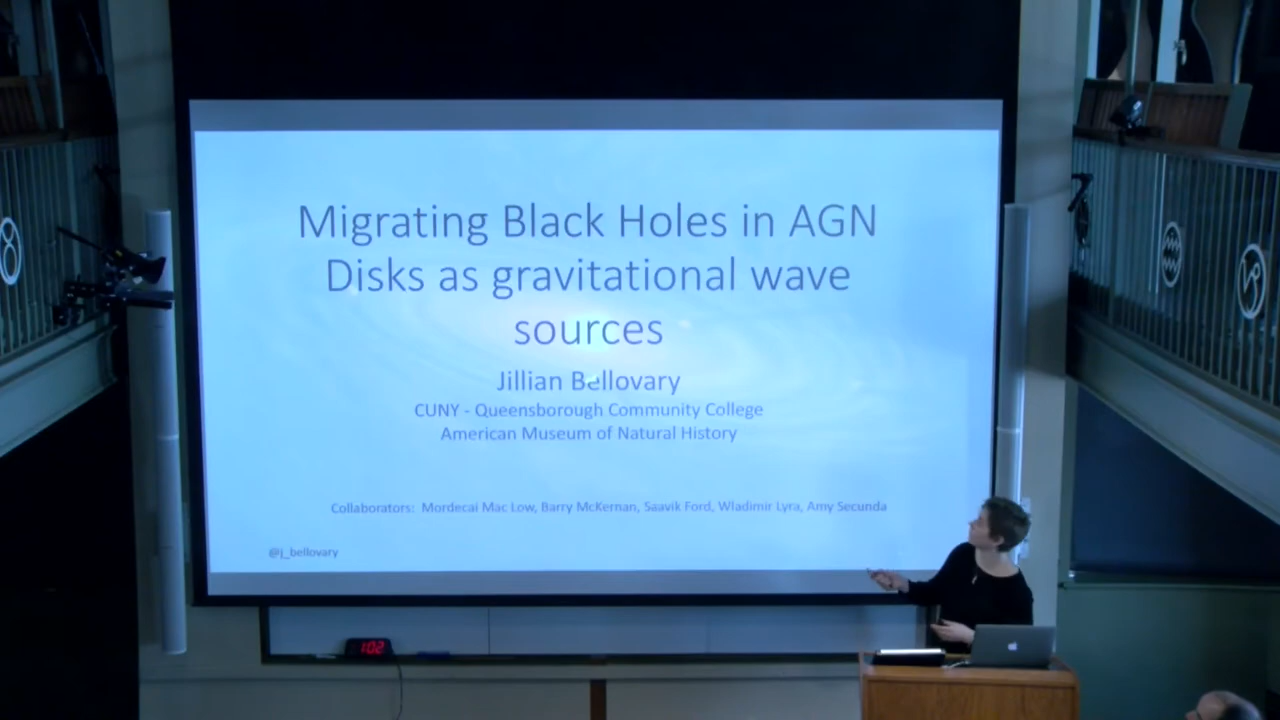 Migrating Black Holes in AGN
Disks as gravitational wave
sources
Jillian Bellovary
CUNY - Queensborough Community College
American Museum of Natural History
Collaborators: Mordecai Mac Low, Barry McKernan, Saavik Ford, Wladimir Lyra, Amy Secunda
@j_bellovary
1:02